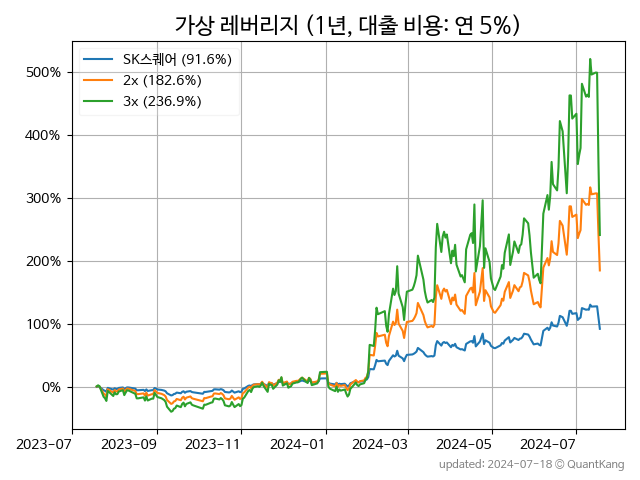 가상 레버리지 (1년, 대출 비용: 연 5%)
SK스퀘어 (91.6%)
2x (182.6%)
3x (236.9%)
500%
400%
300%
200%
100%
0%
2023-07
2023-09
2023-11
2024-01
2024-03
2024-05
2024-07
updated: 2024-07-18 © QuantKang